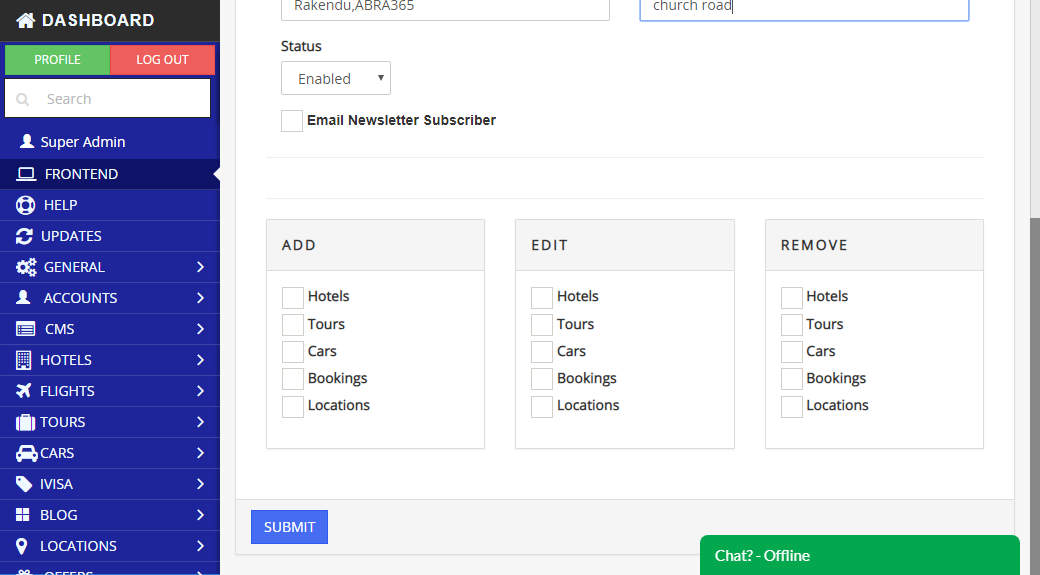 DASHBOARD
PROFILE
LOG OUT
Search
Super Admin
FRONTEND
HELP
UPDATES
GENERAL
ACCOUNTS
CMS
HOTELS
FLIGHTS
TOURS
CARS
IVISA
BLOG
LOCATIONS
OFFERS
Rakendu,ABRA365
church road
Status
Enabled
Email Newsletter Subscriber
ADD
Hotels
Tours
Cars
Bookings
Locations
EDIT
Hotels
Tours
Cars
Bookings
Locations
REMOVE
Hotels
Tours
Cars
Bookings
Locations
SUBMIT
Chat? - Offline